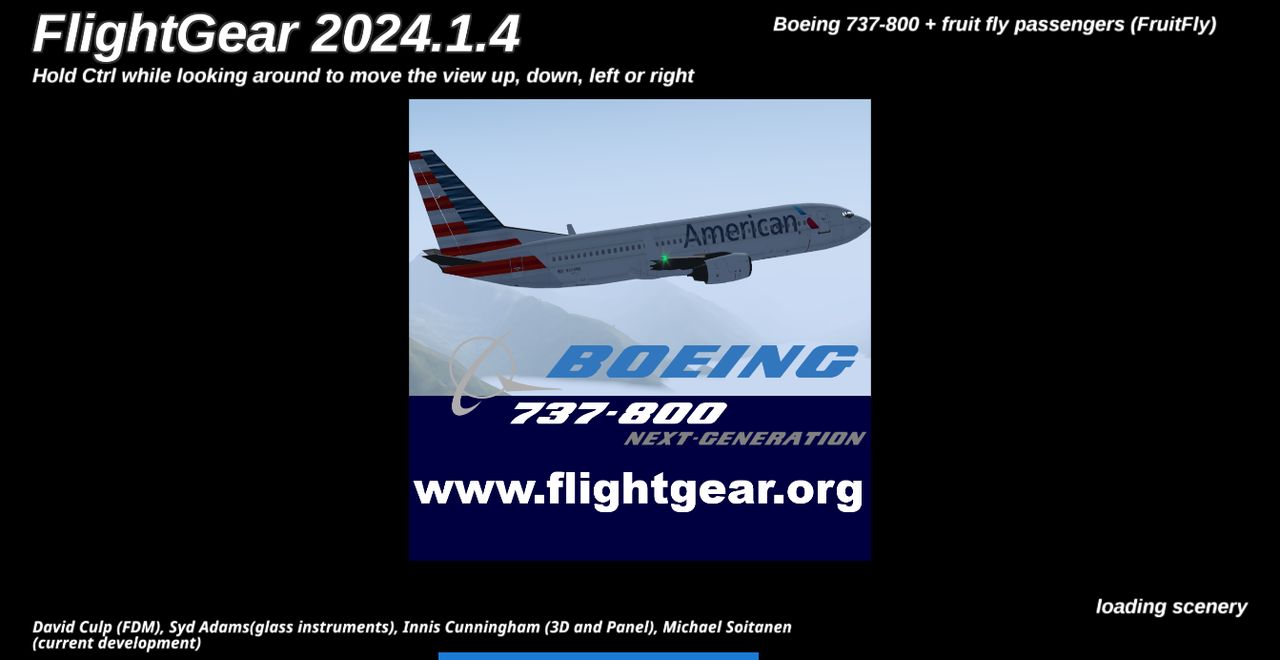 FlightGear 2024.1.4
Boeing 737-800 + fruit fly passengers (FruitFly)
Hold Ctrl while looking around to move the view up, down, left or right
American
BOEING
737-800
NEXT-GENERATION
www.flightgear.org
loading scenery
David Culp (FDM), Syd Adams(glass instruments), Innis Cunningham (3D and Panel), Michael Soitanen
(current development)